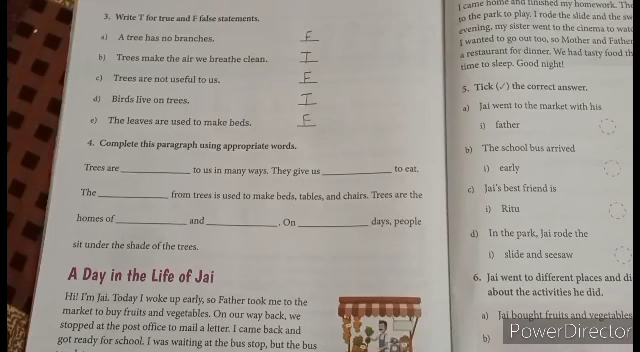 3. Write T for true and F false statements.
a) A tree has no branches. F
b) Trees make the air we breathe clean. T
c) Trees are not useful to us. F
d) Birds live on trees. T
e) The leaves are used to make beds. F
4. Complete this paragraph using appropriate words.
Trees are ____________ to us in many ways. They give us ____________ to eat.
The ____________ from trees is used to make beds, tables, and chairs. Trees are the
homes of ____________ and ____________. On ____________ days, people
sit under the shade of the trees.
A Day in the Life of Jai
Hi! I'm Jai. Today I woke up early, so Father took me to the
market to buy fruits and vegetables. On our way back, we
stopped at the post office to mail a letter. I came back and
got ready for school. I was waiting at the bus stop, but the bus
I came home and finished my homework. The
to the park to play. I rode the slide and the
evening, my sister went to the cinema to
I wanted to go out too, so Mother and Father
a restaurant for dinner. We had tasty food
time to sleep. Good night!
5. Tick (✓) the correct answer.
a) Jai went to the market with his
i) father
b) The school bus arrived
i) early
c) Jai's best friend is
i) Ritu
d) In the park, Jai rode the
i) slide and seesaw
6. Jai went to different places and
about the activities he did.
a) Jai bought fruits and vegetables
b)
PowerDirector